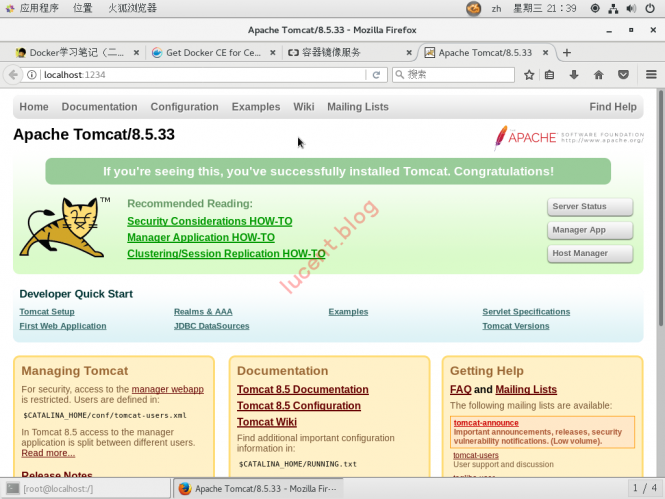 应用程序 位置 火狐浏览器 zh 星期三 21:39
Apache Tomcat/8.5.33 - Mozilla Firefox
Docker学习笔记（二... Get Docker CE for Ce... 容器镜像服务 Apache Tomcat/8.5.33
localhost:1234 搜索
Home Documentation Configuration Examples Wiki Mailing Lists Find Help
Apache Tomcat/8.5.33
APACHE SOFTWARE FOUNDATION
http://www.apache.org/
If you're seeing this, you've successfully installed Tomcat. Congratulations!
TM
Recommended Reading:
Security Considerations HOW-TO
Manager Application HOW-TO
Clustering/Session Replication HOW-TO
Server Status
Manager App
Host Manager
lucent.blog
Developer Quick Start
Tomcat Setup Realms & AAA Examples Servlet Specifications
First Web Application JDBC DataSources Tomcat Versions
Managing Tomcat
For security, access to the manager webapp
is restricted. Users are defined in:
$CATALINA_HOME/conf/tomcat-users.xml
In Tomcat 8.5 access to the manager
application is split between different users.
Read more...
Release Notes
Documentation
Tomcat 8.5 Documentation
Tomcat 8.5 Configuration
Tomcat Wiki
Find additional important configuration
information in:
$CATALINA_HOME/RUNNING.txt
Getting Help
FAQ and Mailing Lists
The following mailing lists are available:
tomcat-announce
Important announcements, releases, security
vulnerability notifications. (Low volume).
tomcat-users
User support and discussion
[root@localhost:/] Apache Tomcat/8.5.33 - Mozilla Fir... 1 / 4